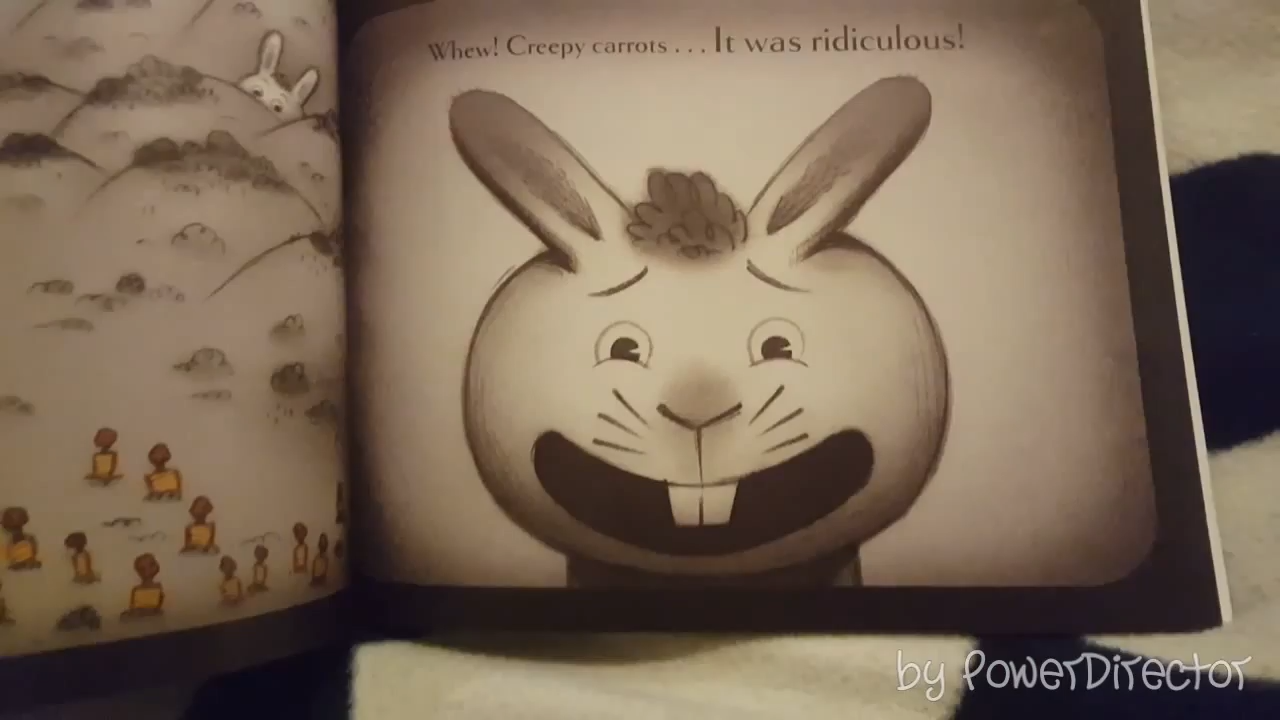 Whew! Creepy carrots . . . It was ridiculous!
by PowerDirector